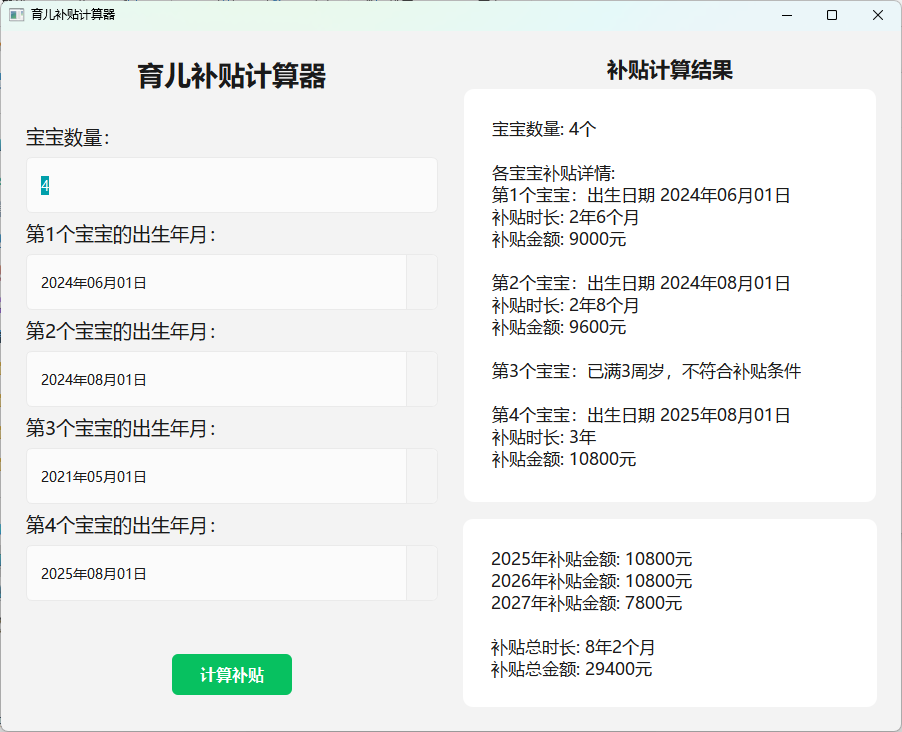 育儿补贴计算器
育儿补贴计算器
宝宝数量：
4
第1个宝宝的出生年月：
2024年06月01日
第2个宝宝的出生年月：
2024年08月01日
第3个宝宝的出生年月：
2021年05月01日
第4个宝宝的出生年月：
2025年08月01日
计算补贴
补贴计算结果
宝宝数量: 4个
各宝宝补贴详情:
第1个宝宝：出生日期 2024年06月01日
补贴时长: 2年6个月
补贴金额: 9000元
第2个宝宝：出生日期 2024年08月01日
补贴时长: 2年8个月
补贴金额: 9600元
第3个宝宝：已满3周岁，不符合补贴条件
第4个宝宝：出生日期 2025年08月01日
补贴时长: 3年
补贴金额: 10800元
2025年补贴金额: 10800元
2026年补贴金额: 10800元
2027年补贴金额: 7800元
补贴总时长: 8年2个月
补贴总金额: 29400元